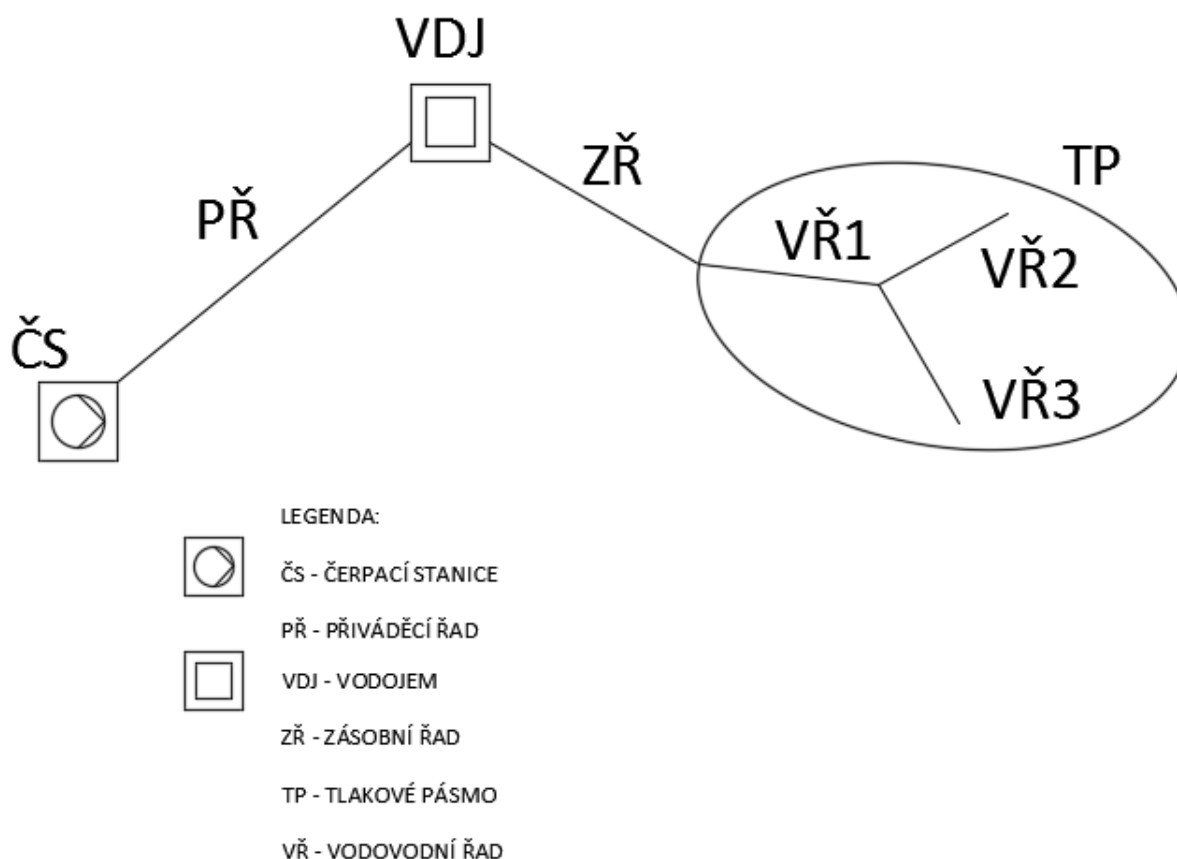 VDJ
ZŘ
TP
PŘ
VŘ1
VŘ2
ČS
VŘ3
LEGENDA:
ČS - ČERPACÍ STANICE
PŘ - PŘIVÁDĚCÍ ŘAD
VDJ - VODOJEM
ZŘ - ZÁSOBNÍ ŘAD
TP - TLAKOVÉ PÁSMO
VŘ - VODOVODNÍ ŘAD